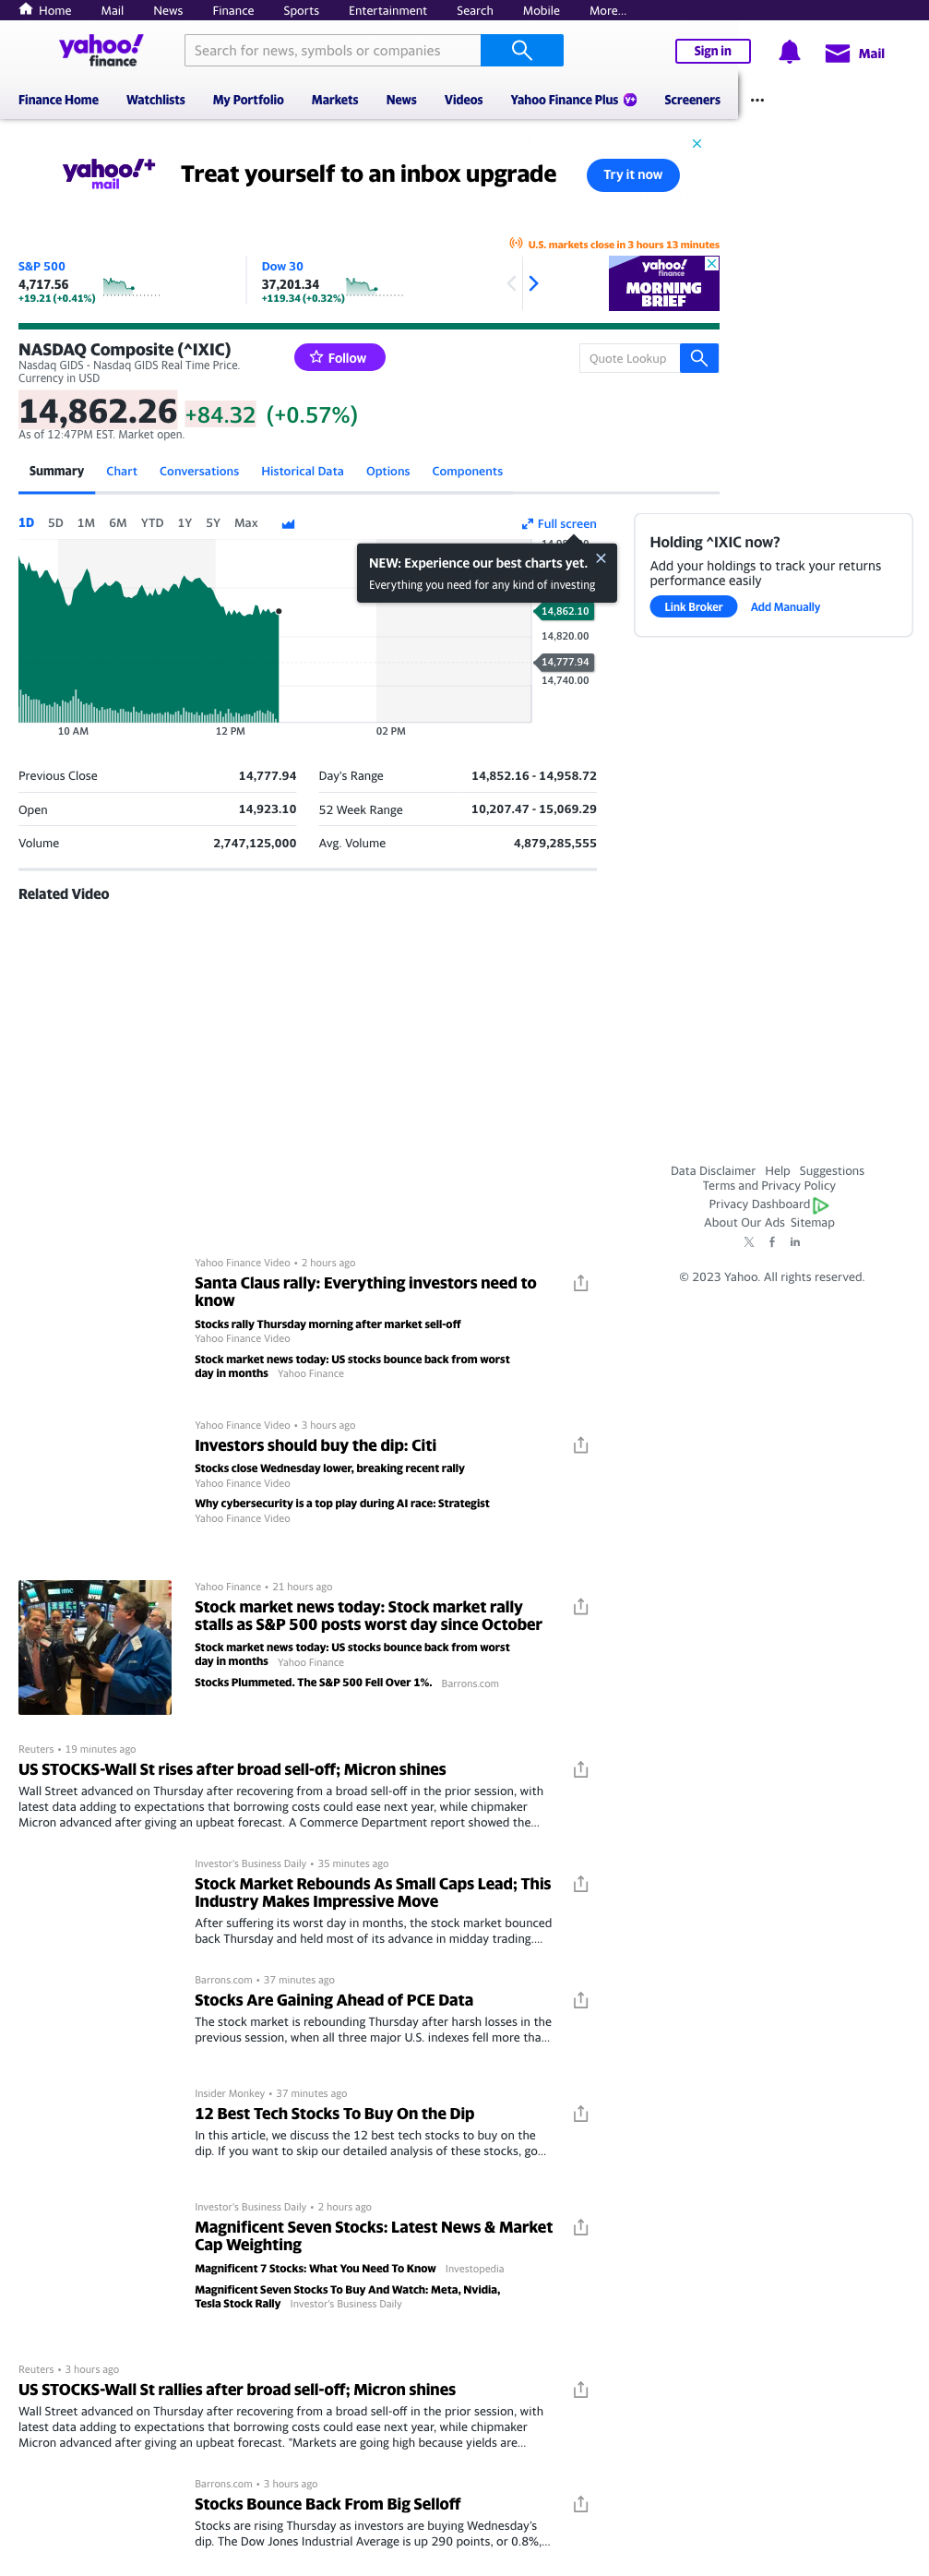 Home Mail News Finance Sports Entertainment Search Mobile More...
yahoo!
finance
Search for news, symbols or companies
Sign in
Mail
Finance Home Watchlists My Portfolio Markets News Videos Yahoo Finance Plus Y+ Screeners ...
yahoo!+
mail
Treat yourself to an inbox upgrade
Try it now
U.S. markets close in 3 hours 13 minutes
S&P 500
4,717.56
+19.21 (+0.41%)
Dow 30
37,201.34
+119.34 (+0.32%)
yahoo!
finance
MORNING
BRIEF
NASDAQ Composite (^IXIC)
Nasdaq GIDS - Nasdaq GIDS Real Time Price.
Currency in USD
Follow
Quote Lookup
14,862.26 +84.32 (+0.57%)
As of 12:47PM EST. Market open.
Summary Chart Conversations Historical Data Options Components
1D 5D 1M 6M YTD 1Y 5Y Max
Full screen
NEW: Experience our best charts yet.
Everything you need for any kind of investing
14,862.10
14,820.00
14,777.94
14,740.00
10 AM 12 PM 02 PM
Holding ^IXIC now?
Add your holdings to track your returns
performance easily
Link Broker Add Manually
Previous Close 14,777.94
Open 14,923.10
Volume 2,747,125,000
Day's Range 14,852.16 - 14,958.72
52 Week Range 10,207.47 - 15,069.29
Avg. Volume 4,879,285,555
Related Video
Data Disclaimer Help Suggestions
Terms and Privacy Policy
Privacy Dashboard
About Our Ads Sitemap
© 2023 Yahoo. All rights reserved.
Yahoo Finance Video • 2 hours ago
Santa Claus rally: Everything investors need to
know
Stocks rally Thursday morning after market sell-off
Yahoo Finance Video
Stock market news today: US stocks bounce back from worst
day in months Yahoo Finance
Yahoo Finance Video • 3 hours ago
Investors should buy the dip: Citi
Stocks close Wednesday lower, breaking recent rally
Yahoo Finance Video
Why cybersecurity is a top play during AI race: Strategist
Yahoo Finance Video
Yahoo Finance • 21 hours ago
Stock market news today: Stock market rally
stalls as S&P 500 posts worst day since October
Stock market news today: US stocks bounce back from worst
day in months Yahoo Finance
Stocks Plummeted. The S&P 500 Fell Over 1%. Barrons.com
Reuters • 19 minutes ago
US STOCKS-Wall St rises after broad sell-off; Micron shines
Wall Street advanced on Thursday after recovering from a broad sell-off in the prior session, with
latest data adding to expectations that borrowing costs could ease next year, while chipmaker
Micron advanced after giving an upbeat forecast. A Commerce Department report showed the...
Investor's Business Daily • 35 minutes ago
Stock Market Rebounds As Small Caps Lead; This
Industry Makes Impressive Move
After suffering its worst day in months, the stock market bounced
back Thursday and held most of its advance in midday trading....
Barrons.com • 37 minutes ago
Stocks Are Gaining Ahead of PCE Data
The stock market is rebounding Thursday after harsh losses in the
previous session, when all three major U.S. indexes fell more tha...
Insider Monkey • 37 minutes ago
12 Best Tech Stocks To Buy On the Dip
In this article, we discuss the 12 best tech stocks to buy on the
dip. If you want to skip our detailed analysis of these stocks, go...
Investor's Business Daily • 2 hours ago
Magnificent Seven Stocks: Latest News & Market
Cap Weighting
Magnificent 7 Stocks: What You Need To Know Investopedia
Magnificent Seven Stocks To Buy And Watch: Meta, Nvidia,
Tesla Stock Rally Investor's Business Daily
Reuters • 3 hours ago
US STOCKS-Wall St rallies after broad sell-off; Micron shines
Wall Street advanced on Thursday after recovering from a broad sell-off in the prior session, with
latest data adding to expectations that borrowing costs could ease next year, while chipmaker
Micron advanced after giving an upbeat forecast. "Markets are going high because yields are...
Barrons.com • 3 hours ago
Stocks Bounce Back From Big Selloff
Stocks are rising Thursday as investors are buying Wednesday's
dip. The Dow Jones Industrial Average is up 290 points, or 0.8%,...